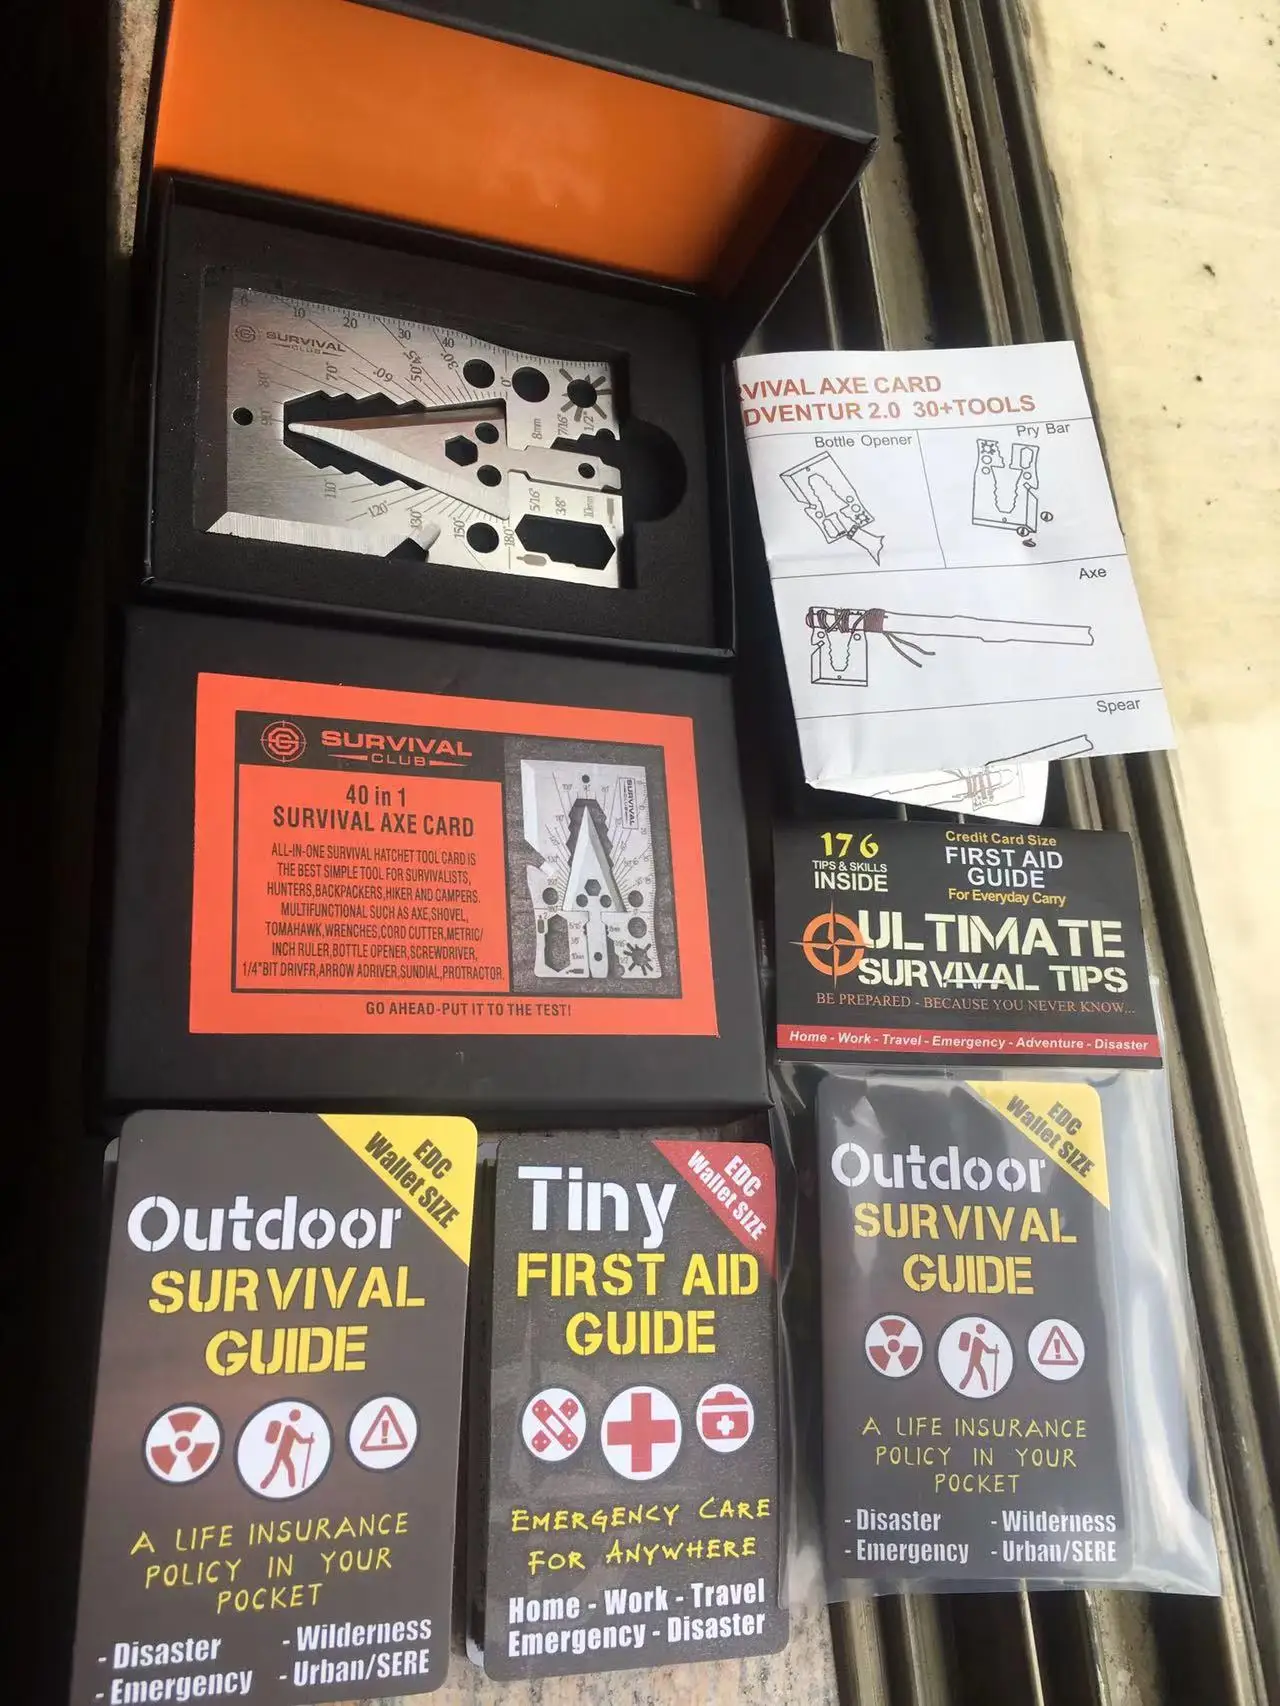 SURVIVAL
CLUB
0
10
20
30
40
30°
50°45
60°
70°
80°
90°
110°
120°
130°
150°
180°
0°
8mm
7/16"
1/2"
5/16"
3/8"
10mm
RVIVAL AXE CARD
DVENTUR 2.0 30+TOOLS
Bottle Opener
Pry Bar
Axe
Spear
SURVIVAL
CLUB
40 in 1
SURVIVAL AXE CARD
ALL-IN-ONE SURVIVAL HATCHET TOOL CARD IS
THE BEST SIMPLE TOOL FOR SURVIVALISTS,
HUNTERS,BACKPACKERS,HIKER AND CAMPERS.
MULTIFUNCTIONAL SUCH AS AXE,SHOVEL,
TOMAHAWK,WRENCHES,CORD CUTTER,METRIC/
INCH RULER,BOTTLE OPENER,SCREWDRIVER,
1/4"BIT DRIVFR,ARROW ADRIVER,SUNDIAL,PROTRACTOR.
GO AHEAD-PUT IT TO THE TEST!
SURVIVAL
176
TIPS & SKILLS
INSIDE
Credit Card Size
FIRST AID
GUIDE
For Everyday Carry
ULTIMATE
SURVIVAL TIPS
BE PREPARED - BECAUSE YOU NEVER KNOW...
Home - Work - Travel - Emergency - Adventure - Disaster
EDC
Wallet SIZE
Outdoor
SURVIVAL
GUIDE
A LIFE INSURANCE
POLICY IN YOUR
POCKET
- Disaster
- Wilderness
- Emergency
- Urban/SERE
EDC
Wallet SIZE
Tiny
FIRST AID
GUIDE
EMERGENCY CARE
FOR ANYWHERE
Home - Work - Travel
Emergency - Disaster
EDC
Wallet SIZE
Outdoor
SURVIVAL
GUIDE
A LIFE INSURANCE
POLICY IN YOUR
POCKET
- Disaster
- Wilderness
- Emergency
- Urban/SERE